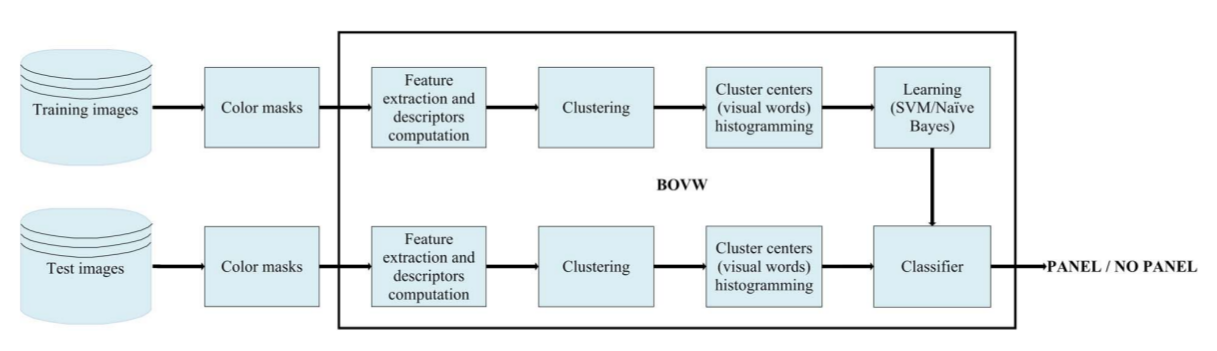 Training images
Color masks
Feature
extraction and
descriptors
computation
Clustering
Cluster centers
(visual words)
histogramming
Learning
(SVM/Naïve
Bayes)
BOVW
Test images
Color masks
Feature
extraction and
descriptors
computation
Clustering
Cluster centers
(visual words)
histogramming
Classifier
PANEL / NO PANEL